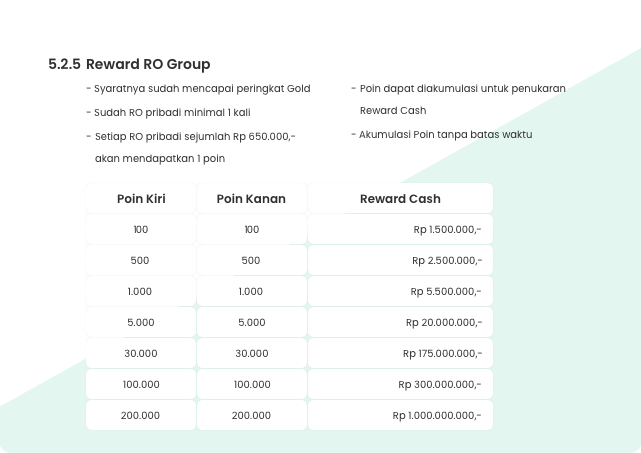 5.2.5 Reward RO Group
- Syaratnya sudah mencapai peringkat Gold
- Sudah RO pribadi minimal 1 kali
- Setiap RO pribadi sejumlah Rp 650.000,-
akan mendapatkan 1 poin
- Poin dapat diakumulasi untuk penukaran
Reward Cash
- Akumulasi Poin tanpa batas waktu
Poin Kiri Poin Kanan Reward Cash
100 100 Rp 1.500.000,-
500 500 Rp 2.500.000,-
1.000 1.000 Rp 5.500.000,-
5.000 5.000 Rp 20.000.000,-
30.000 30.000 Rp 175.000.000,-
100.000 100.000 Rp 300.000.000,-
200.000 200.000 Rp 1.000.000.000,-